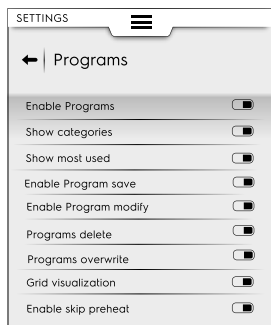 SETTINGS
Programs
Enable Programs
Show categories
Show most used
Enable Program save
Enable Program modify
Programs delete
Programs overwrite
Grid visualization
Enable skip preheat